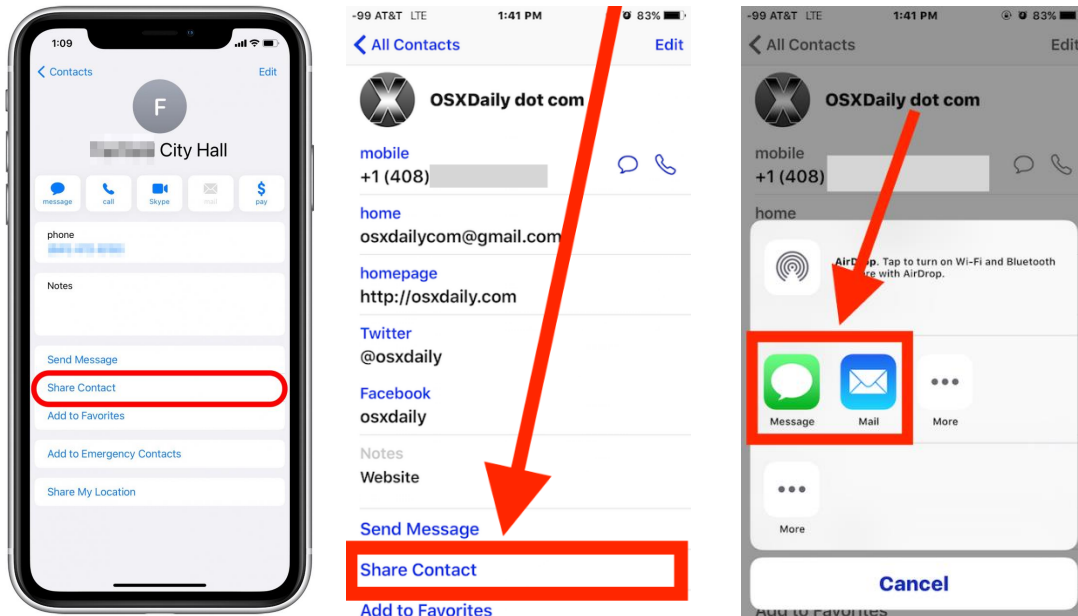 1:09
Contacts
Edit
F
City Hall
message call Skype mail pay
$
phone
Notes
Send Message
Share Contact
Add to Favorites
Add to Emergency Contacts
Share My Location
-99 AT&T LTE 1:41 PM 83%
All Contacts Edit
X OSXDaily dot com
mobile
+1 (408)
home
osxdailycom@gmail.com
homepage
http://osxdaily.com
Twitter
@osxdaily
Facebook
osxdaily
Notes
Website
Send Message
Share Contact
Add to Favorites
-99 AT&T LTE 1:41 PM 83%
All Contacts Edit
X OSXDaily dot com
mobile
+1 (408)
home
Tap to turn on Wi-Fi and Bluetooth
with AirDrop.
Message Mail More
More
Cancel
Add to Favorites